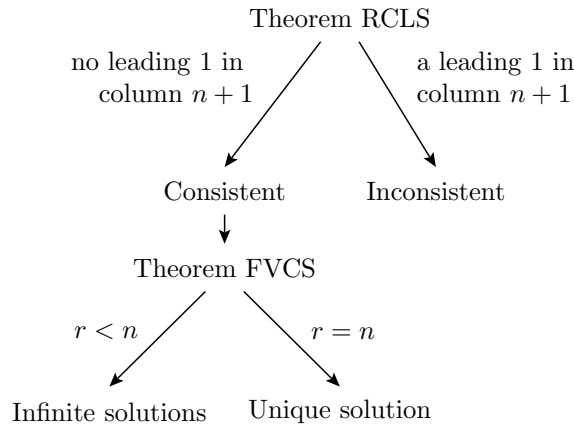 Theorem RCLS
no leading 1 in
column n + 1
a leading 1 in
column n + 1
Consistent
Inconsistent
Theorem FVCS
r < n
r = n
Infinite solutions
Unique solution